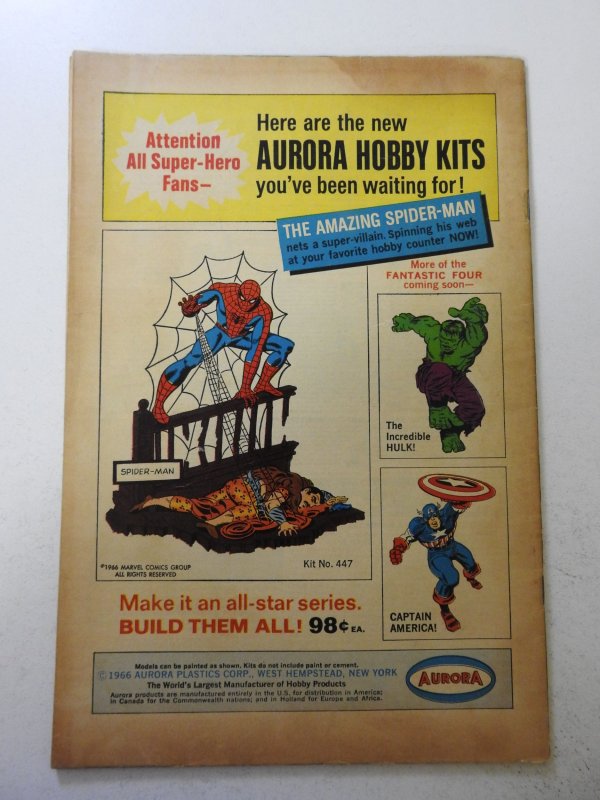 Attention
All Super-Hero
Fans—
Here are the new
AURORA HOBBY KITS
you've been waiting for!
THE AMAZING SPIDER-MAN
nets a super-villain. Spinning his web
at your favorite hobby counter NOW!
More of the
FANTASTIC FOUR
coming soon—
SPIDER-MAN
The
Incredible
HULK!
©1966 MARVEL COMICS GROUP
ALL RIGHTS RESERVED
Kit No. 447
CAPTAIN
AMERICA!
Make it an all-star series.
BUILD THEM ALL! 98¢ EA.
Models can be painted as shown. Kits do not include paint or cement.
© 1966 AURORA PLASTICS CORP., WEST HEMPSTEAD, NEW YORK
The World's Largest Manufacturer of Hobby Products
Aurora products are manufactured entirely in the U.S. for distribution in America;
in Canada for the Commonwealth nations; and in Holland for Europe and Africa.
AURORA